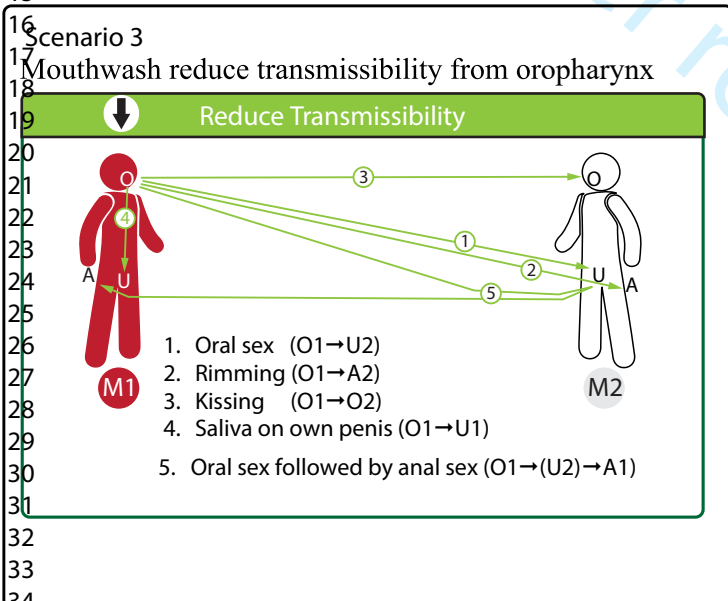 16
Scenario 3
17
Mouthwash reduce transmissibility from oropharynx
18
19
Reduce Transmissibility
20
21
O
3
O
22
4
23
1
24
A
U
2
U
A
25
5
26
1. Oral sex (O1→U2)
27
2. Rimming (O1→A2)
M1
3. Kissing (O1→O2)
M2
28
4. Saliva on own penis (O1→U1)
29
30
5. Oral sex followed by anal sex (O1→(U2)→A1)
31
32
33
34